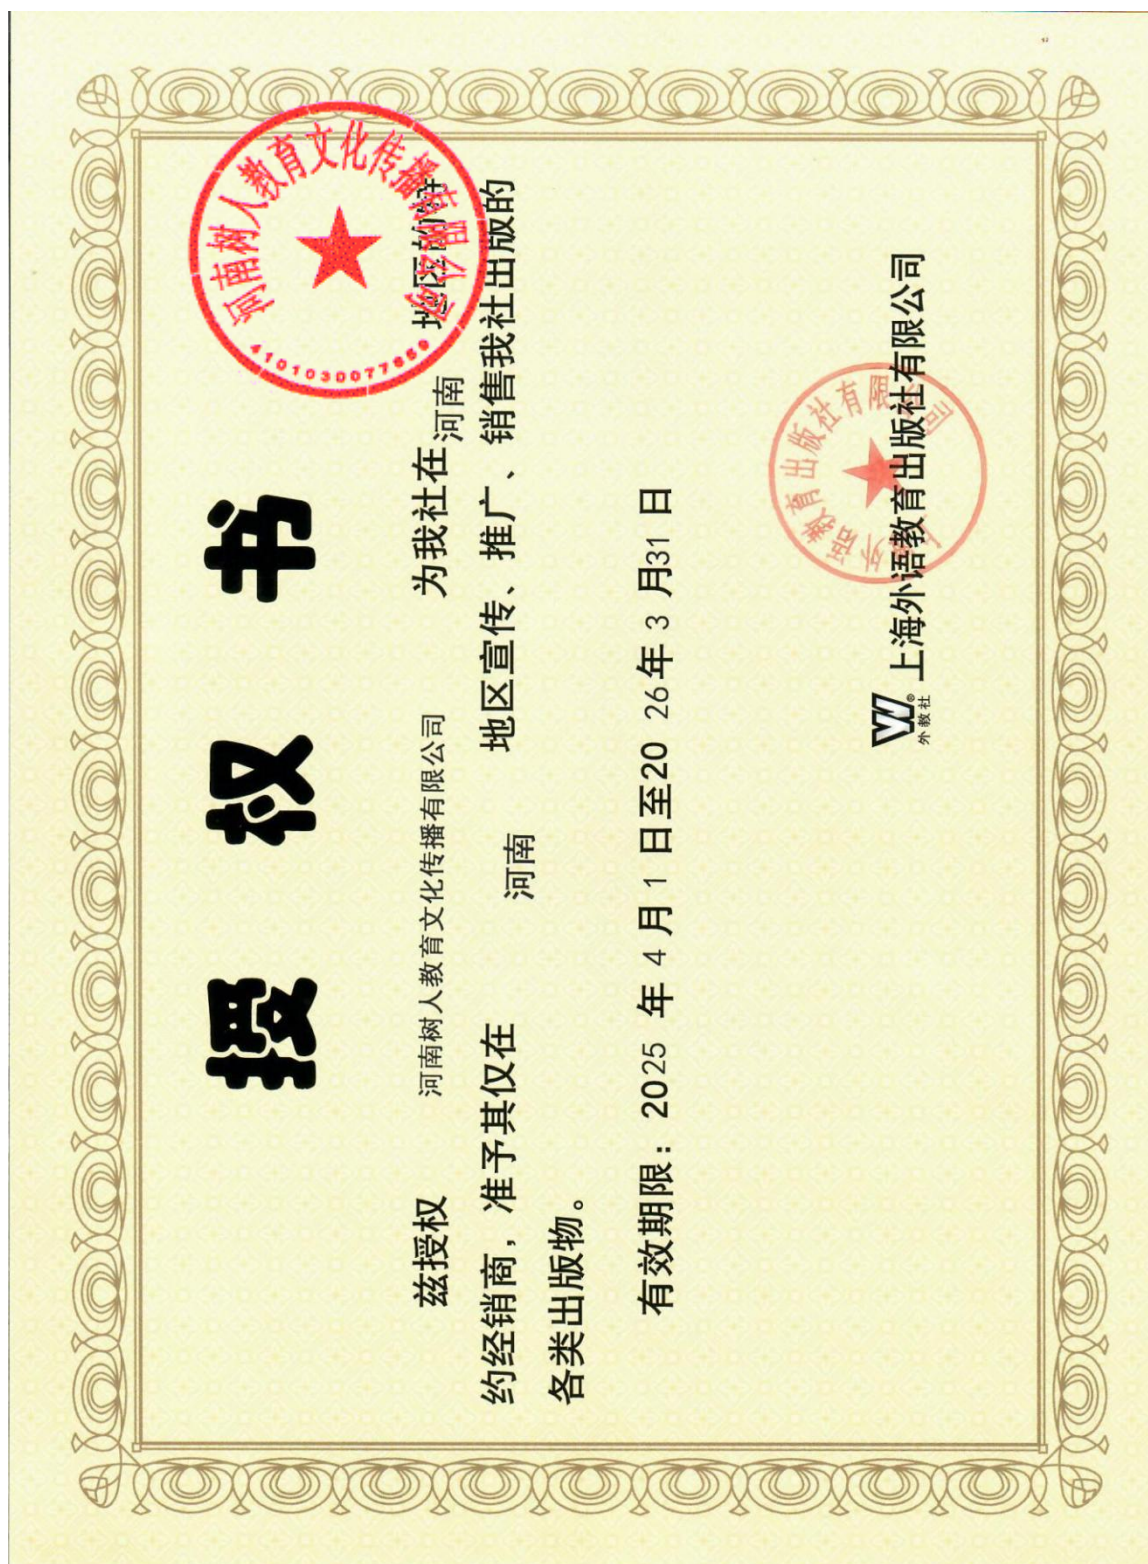 授权书
兹授权 河南树人教育文化传播有限公司 为我社在 河南 地区的特
约经销商，准予其仅在 河南 地区宣传、推广、销售我社出版的
各类出版物。
有效期限：2025 年 4 月 1 日至20 26年 3 月31 日
外教社
上海外语教育出版社有限公司
河南树人教育文化传播有限公司
4101030077659
上海外语教育出版社有限公司